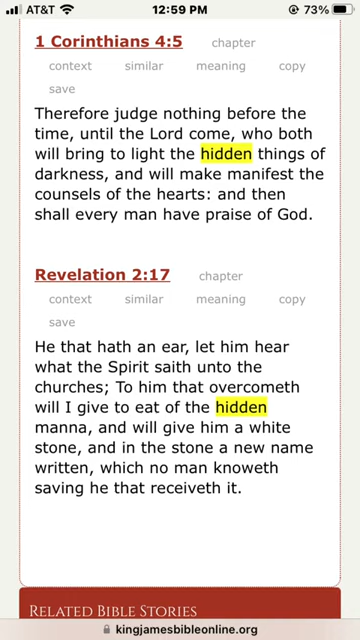 AT&T 12:59 PM 73%
1 Corinthians 4:5 chapter
context similar meaning copy
save
Therefore judge nothing before the
time, until the Lord come, who both
will bring to light the hidden things of
darkness, and will make manifest the
counsels of the hearts: and then
shall every man have praise of God.
Revelation 2:17 chapter
context similar meaning copy
save
He that hath an ear, let him hear
what the Spirit saith unto the
churches; To him that overcometh
will I give to eat of the hidden
manna, and will give him a white
stone, and in the stone a new name
written, which no man knoweth
saving he that receiveth it.
Related Bible Stories
kingjamesbibleonline.org